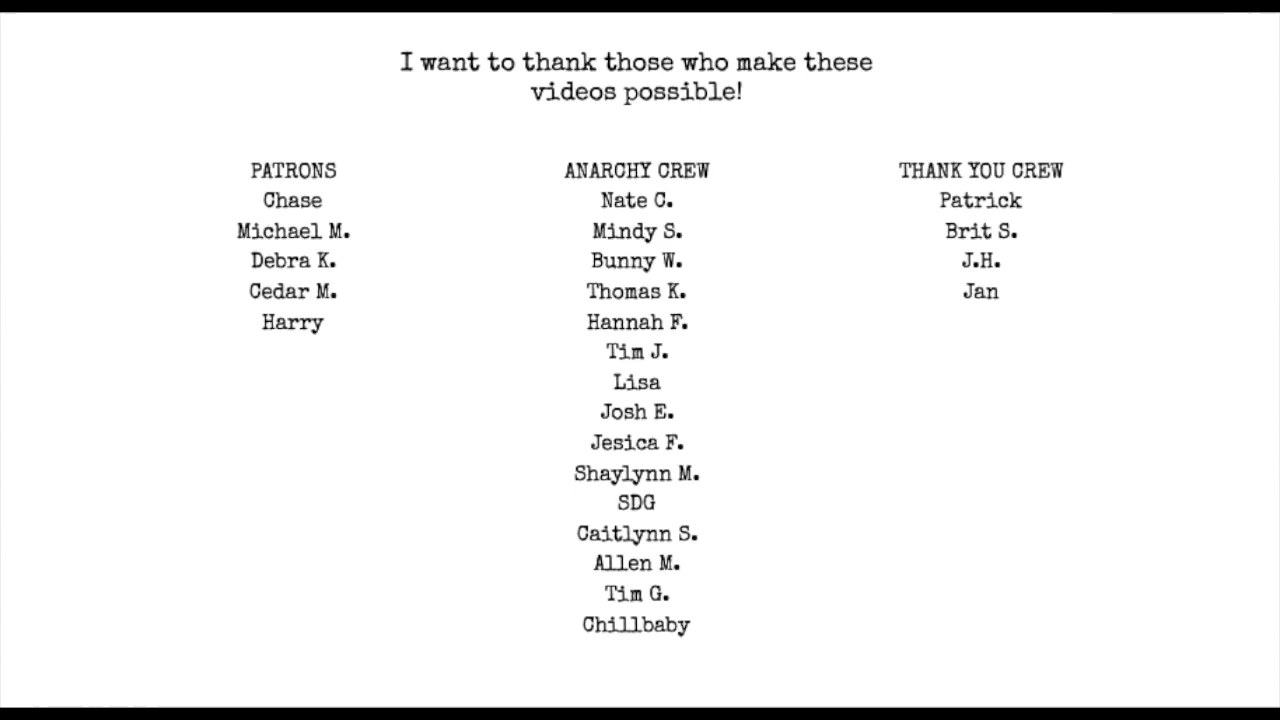 I want to thank those who make these
videos possible!
PATRONS
Chase
Michael M.
Debra K.
Cedar M.
Harry
ANARCHY CREW
Nate C.
Mindy S.
Bunny W.
Thomas K.
Hannah F.
Tim J.
Lisa
Josh E.
Jesica F.
Shaylynn M.
SDG
Caitlynn S.
Allen M.
Tim G.
Chillbaby
THANK YOU CREW
Patrick
Brit S.
J.H.
Jan